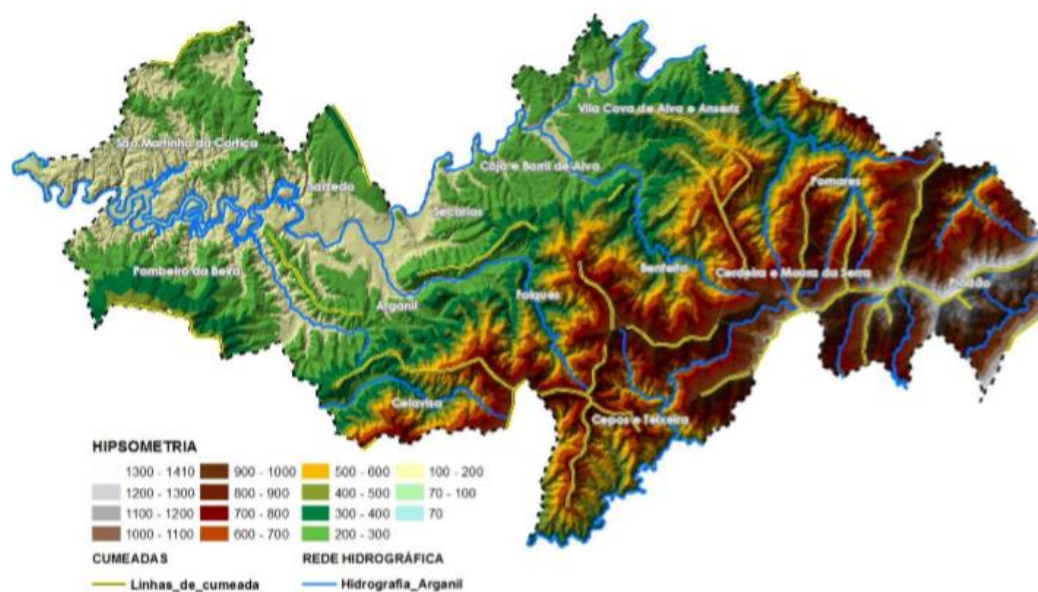 Vila Cova de Alva e Anseriz
São Martinho da Cortiça
Coja e Barril de Alva
Pomares
Sarzedo
Secarias
Pombeiro da Beira
Benfeita
Cerdeira e Moura da Serra
Piódão
Folques
Arganil
Celavisa
Cepos e Teixeira
HIPSOMETRIA
1300 - 1410 900 - 1000 500 - 600 100 - 200
1200 - 1300 800 - 900 400 - 500 70 - 100
1100 - 1200 700 - 800 300 - 400 70
1000 - 1100 600 - 700 200 - 300
CUMEADAS REDE HIDROGRÁFICA
Linhas_de_cumeada Hidrografia_Arganil